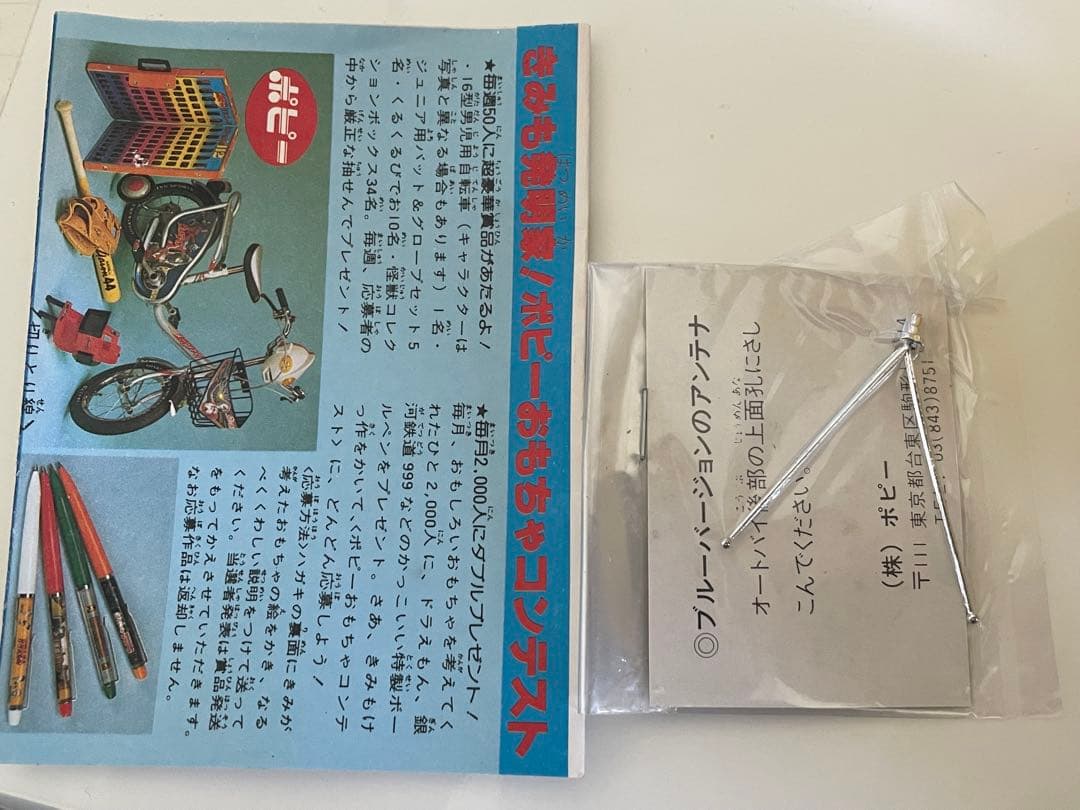 きみも発明家!ポピーおもちゃコンテスト
ポピー
★毎週50人に超豪華賞品があたるよ!
・16型男児用自転車(キャラクターは
写真と異なる場合もあります)1名・
ジュニア用バット&グローブセット5
名・くるくるびでお10名・怪獣コレク
ションボックス34名。毎週、応募者の
中から厳正な抽せんでプレゼント!
切りとり線
★毎月2,000人にダブルプレゼント!
毎月、おもしろいおもちゃを考えてく
れたひと2,000人に、ドラえもん、銀
河鉄道999などのかっこいい特製ボー
ルペンをプレゼント。さあ、きみもけ
っ作をかいて、<ポピーおもちゃコンテ
スト>に、どんどん応募しよう!
<応募方法>ハガキの裏面にきみが
考えたおもちゃの絵をかき、なる
べくくわしい説明をつけて送って
ください。当選者発表は賞品発送
をもってかえさせていただきます。
なお応募作品は返却しません。
◎ブルーバージョンのアンテナ
オートバイ後部の上面孔にさし
こんでください。
(株)ポピー
〒111 東京都台東区駒形
TEL 03(843)8751